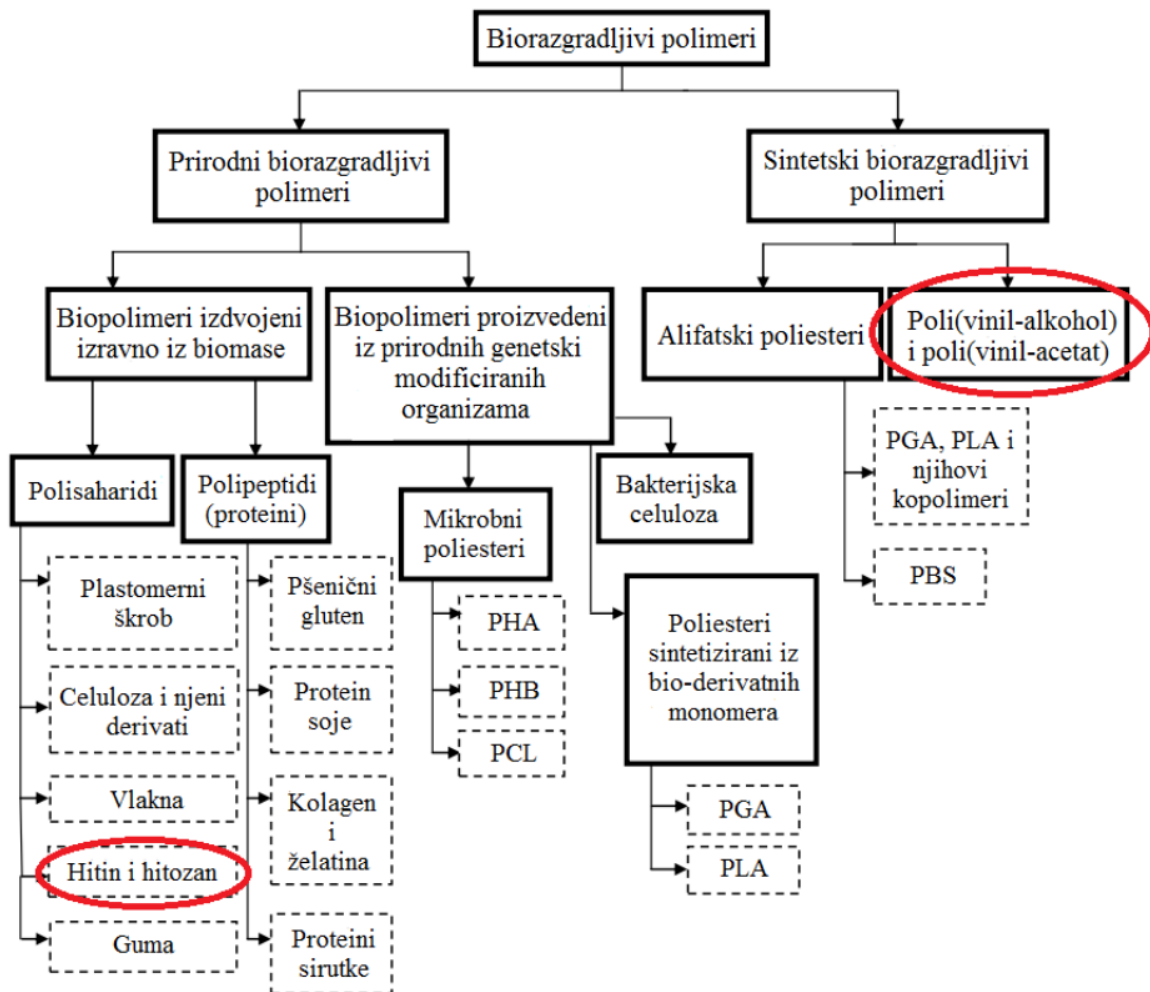 Biorazgradljivi polimeri
Prirodni biorazgradljivi
polimeri
Sintetski biorazgradljivi
polimeri
Biopolimeri izdvojeni
izravno iz biomase
Biopolimeri proizvedeni
iz prirodnih genetski
modificiranih
organizama
Alifatski poliesteri
Poli(vinil-alkohol)
i poli(vinil-acetat)
Polisaharidi
Polipeptidi
(proteini)
Mikrobni
poliesteri
Bakterijska
celuloza
PGA, PLA i
njihovi
kopolimeri
PBS
Plastomerni
škrob
Celuloza i njeni
derivati
Vlakna
Hitin i hitozan
Guma
Pšenični
gluten
Protein
soje
Kolagen
i
želatina
Proteini
sirutke
PHA
PHB
PCL
Poliesteri
sintetizirani iz
bio-derivatnih
monomera
PGA
PLA